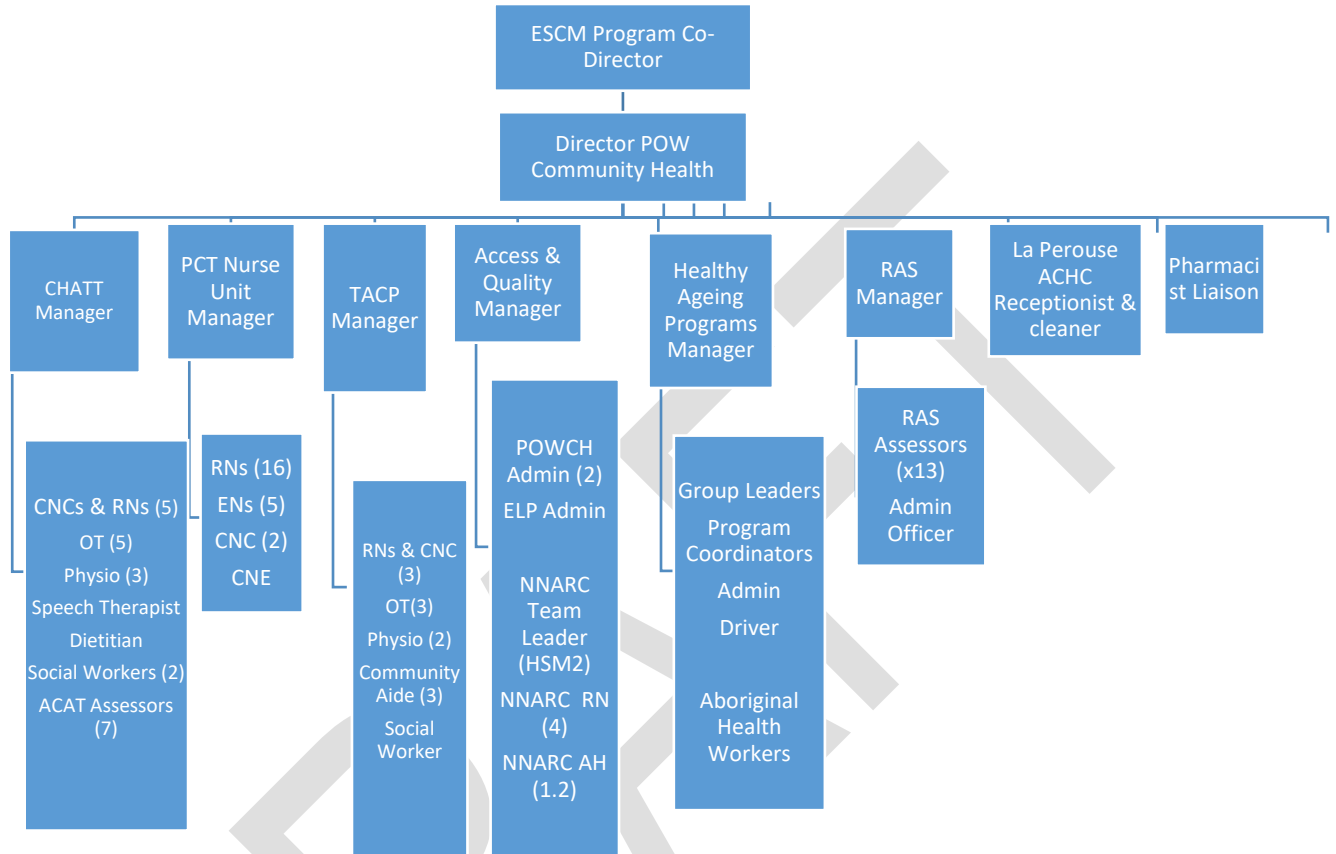 ESCM Program Co-
Director
Director POW
Community Health
CHATT
Manager
PCT Nurse
Unit
Manager
TACP
Manager
Access &
Quality
Manager
Healthy
Ageing
Programs
Manager
RAS
Manager
La Perouse
ACHC
Receptionist &
cleaner
Pharmaci
st Liaison
CNCs & RNs (5)
OT (5)
Physio (3)
Speech Therapist
Dietitian
Social Workers (2)
ACAT Assessors
(7)
RNs (16)
ENs (5)
CNC (2)
CNE
RNs & CNC
(3)
OT(3)
Physio (2)
Community
Aide (3)
Social
Worker
POWCH
Admin (2)
ELP Admin
NNARC
Team
Leader
(HSM2)
NNARC RN
(4)
NNARC AH
(1.2)
Group Leaders
Program
Coordinators
Admin
Driver
Aboriginal
Health
Workers
RAS
Assessors
(x13)
Admin
Officer